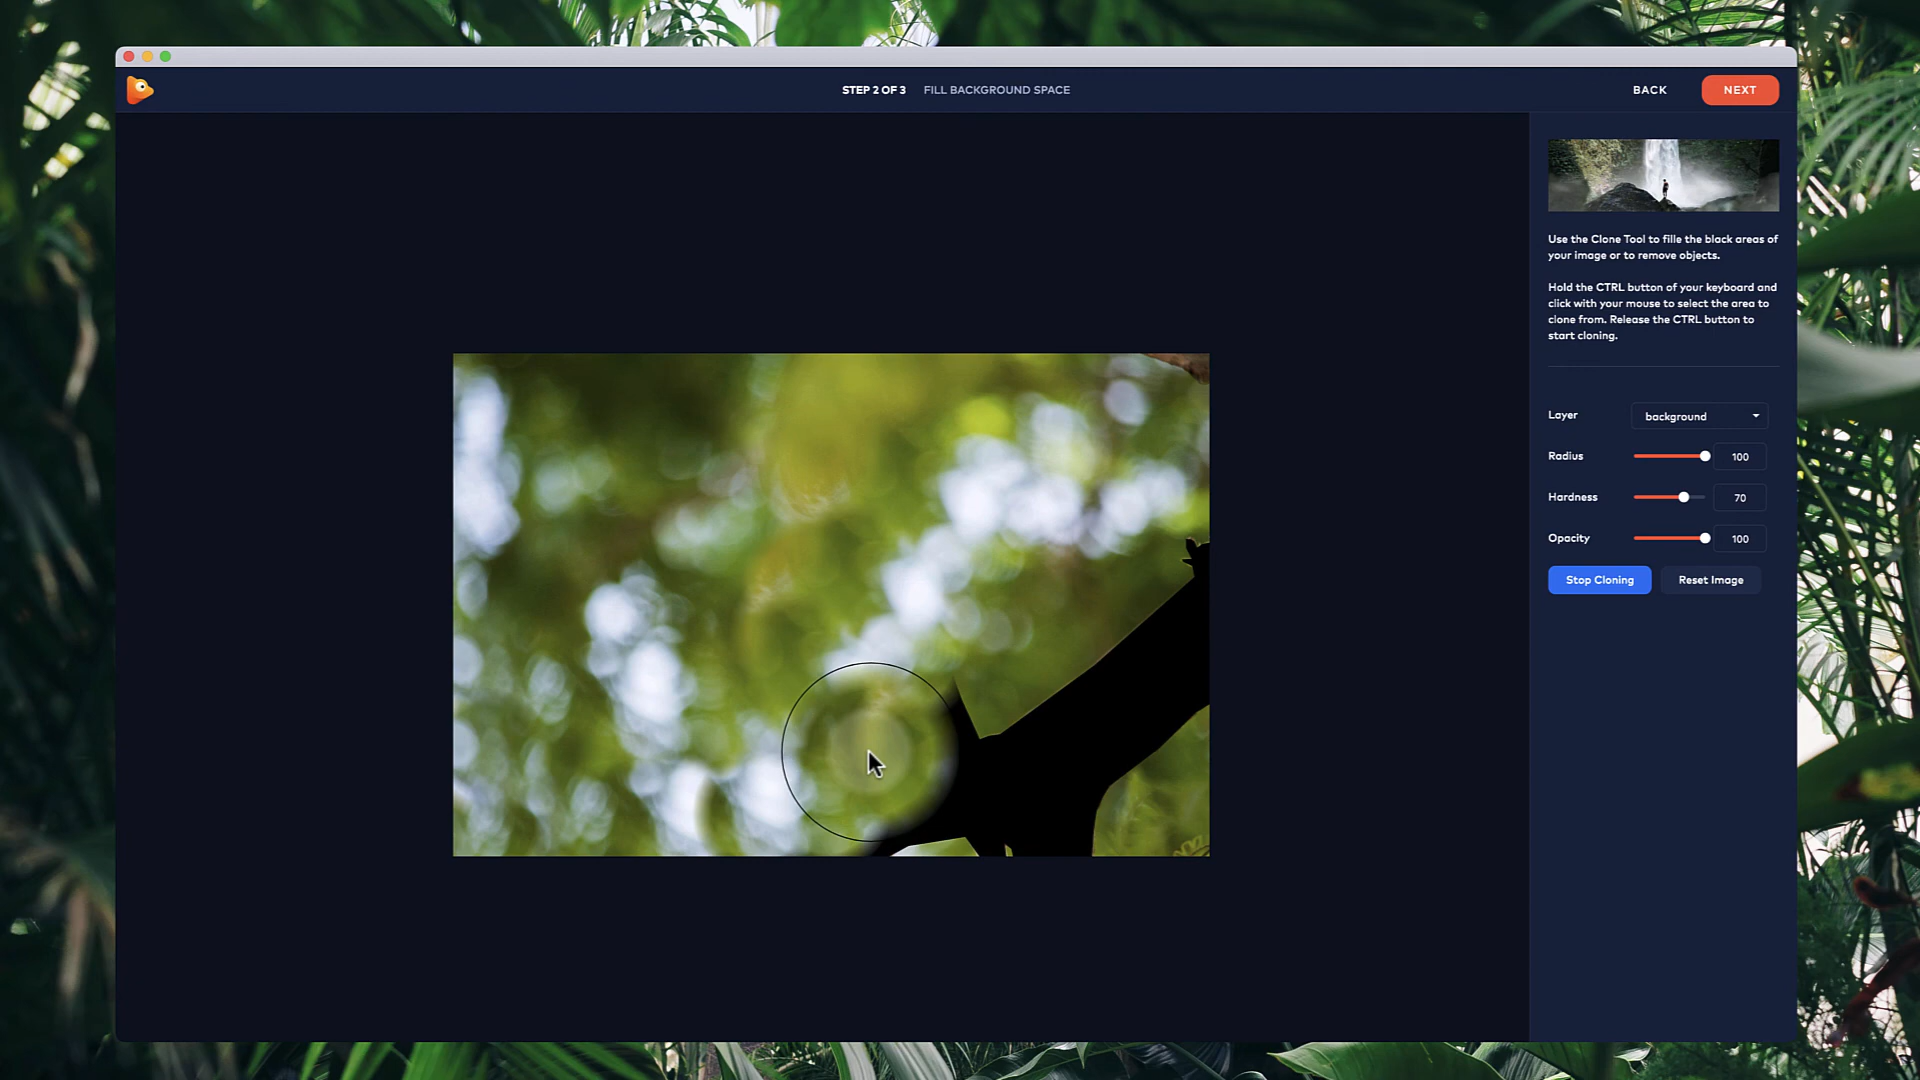 STEP 2 OF 3 FILL BACKGROUND SPACE
BACK
NEXT
Use the Clone Tool to fille the black areas of
your image or to remove objects.
Hold the CTRL button of your keyboard and
click with your mouse to select the area to
clone from. Release the CTRL button to
start cloning.
Layer background
Radius 100
Hardness 70
Opacity 100
Stop Cloning Reset Image